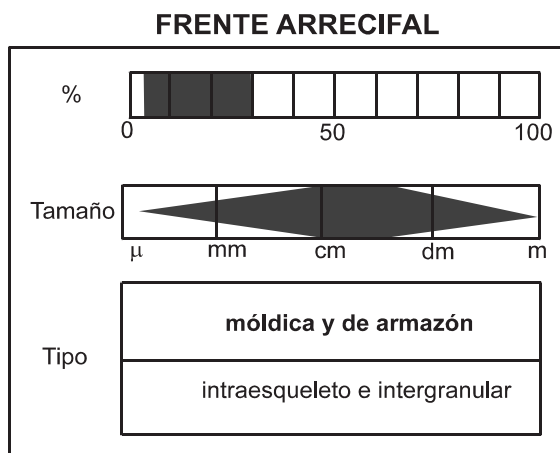 FRENTE ARRECIFAL
%
0 50 100
Tamaño
μ mm cm dm m
Tipo
móldica y de armazón
intraesqueleto e intergranular